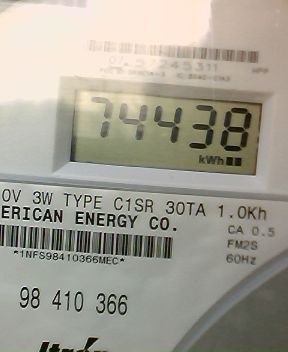 74438
kWh
0V 3W TYPE C1SR 30TA 1.0Kh
ERICAN ENERGY CO.
CA 0.5
FM2S
60Hz
*1NFS98410366MEC*
98 410 366
Itron